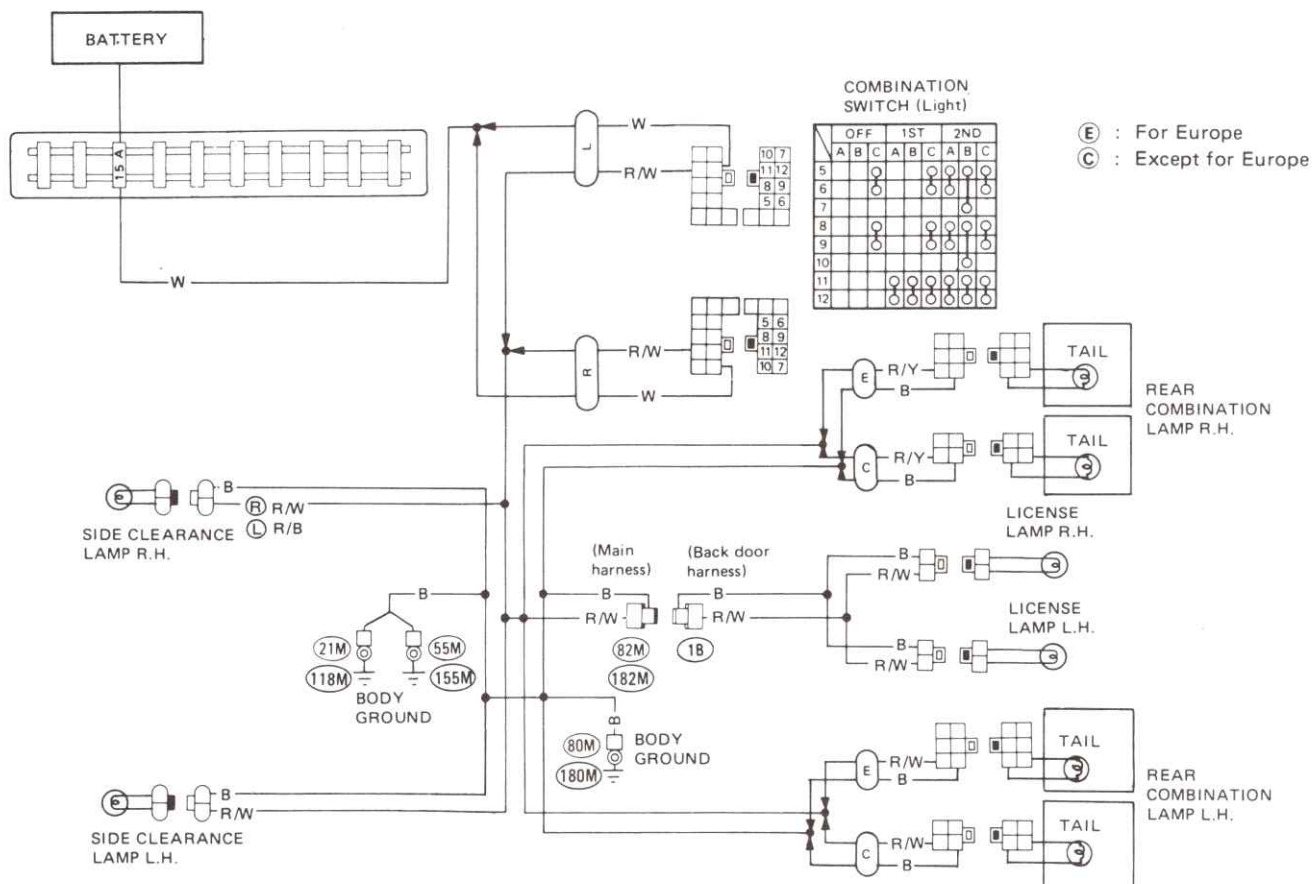 BATTERY
15 A
W
L
W
R/W
10 7
11 12
8 9
5 6
COMBINATION
SWITCH (Light)
OFF 1ST 2ND
A B C A B C A B C
5
6
7
8
9
10
11
12
E : For Europe
C : Except for Europe
R
R/W
W
5 6
8 9
11 12
10 7
E
R/Y
B
TAIL
C
R/Y
B
TAIL
REAR
COMBINATION
LAMP R.H.
B
R R/W
L R/B
SIDE CLEARANCE
LAMP R.H.
LICENSE
LAMP R.H.
(Main
harness)
(Back door
harness)
B
R/W
B
R/W
82M
182M
1B
B
R/W
LICENSE
LAMP L.H.
B
R/W
B
21M
118M
55M
155M
BODY
GROUND
B
80M
180M
BODY
GROUND
B
R/W
SIDE CLEARANCE
LAMP L.H.
E
R/W
B
TAIL
C
R/W
B
TAIL
REAR
COMBINATION
LAMP L.H.